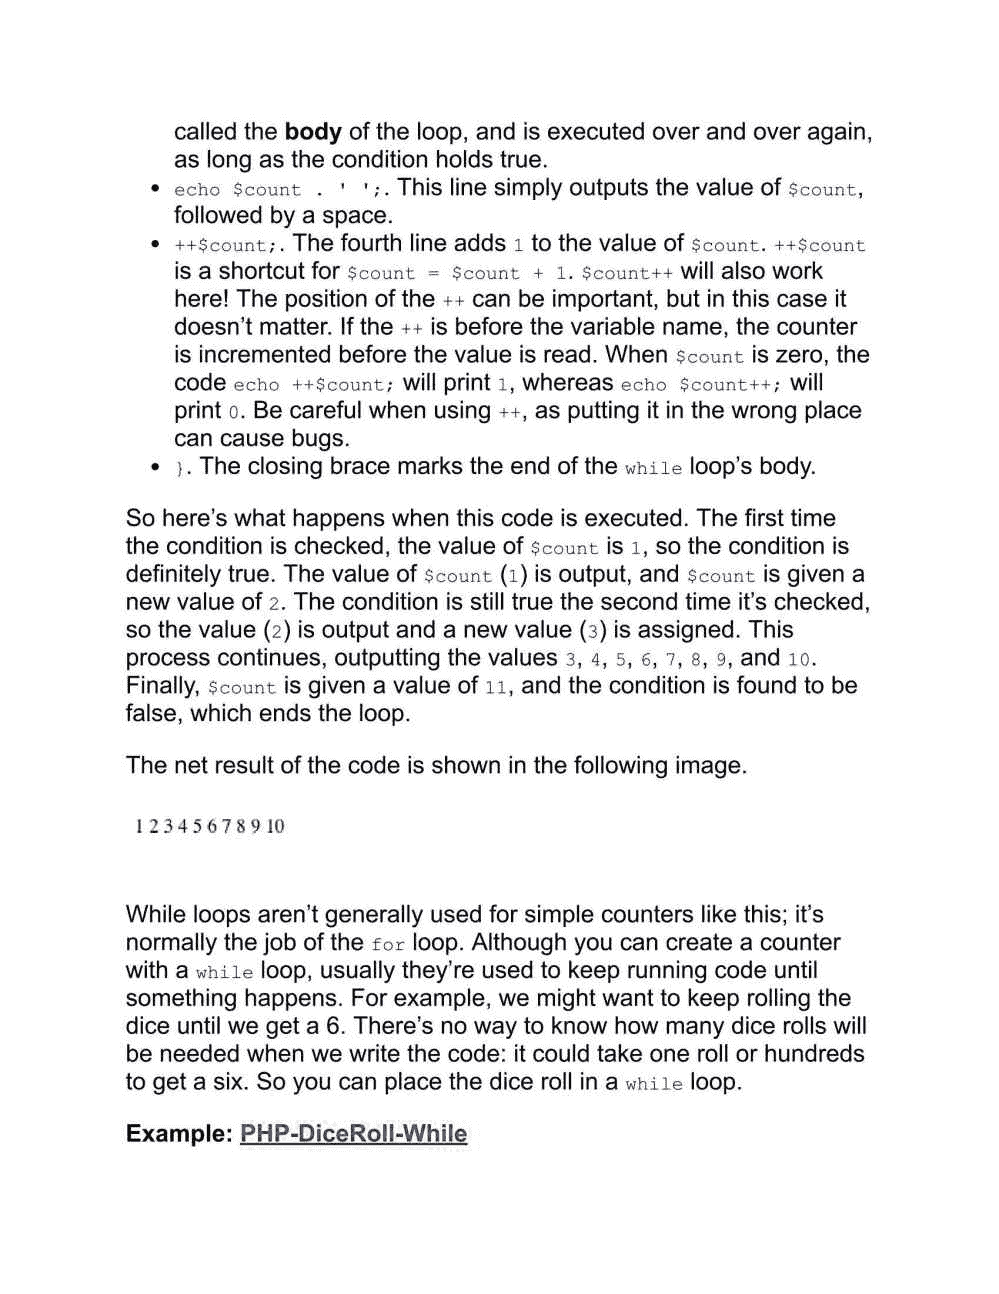 called the body of the loop, and is executed over and over again,
as long as the condition holds true.
• echo $count . ' ';. This line simply outputs the value of $count,
followed by a space.
• ++$count;. The fourth line adds 1 to the value of $count. ++$count
is a shortcut for $count = $count + 1. $count++ will also work
here! The position of the ++ can be important, but in this case it
doesn’t matter. If the ++ is before the variable name, the counter
is incremented before the value is read. When $count is zero, the
code echo ++$count; will print 1, whereas echo $count++; will
print 0. Be careful when using ++, as putting it in the wrong place
can cause bugs.
• }. The closing brace marks the end of the while loop’s body.
So here’s what happens when this code is executed. The first time
the condition is checked, the value of $count is 1, so the condition is
definitely true. The value of $count (1) is output, and $count is given a
new value of 2. The condition is still true the second time it’s checked,
so the value (2) is output and a new value (3) is assigned. This
process continues, outputting the values 3, 4, 5, 6, 7, 8, 9, and 10.
Finally, $count is given a value of 11, and the condition is found to be
false, which ends the loop.
The net result of the code is shown in the following image.
1 2 3 4 5 6 7 8 9 10
While loops aren’t generally used for simple counters like this; it’s
normally the job of the for loop. Although you can create a counter
with a while loop, usually they’re used to keep running code until
something happens. For example, we might want to keep rolling the
dice until we get a 6. There’s no way to know how many dice rolls will
be needed when we write the code: it could take one roll or hundreds
to get a six. So you can place the dice roll in a while loop.
Example: PHP-DiceRoll-While